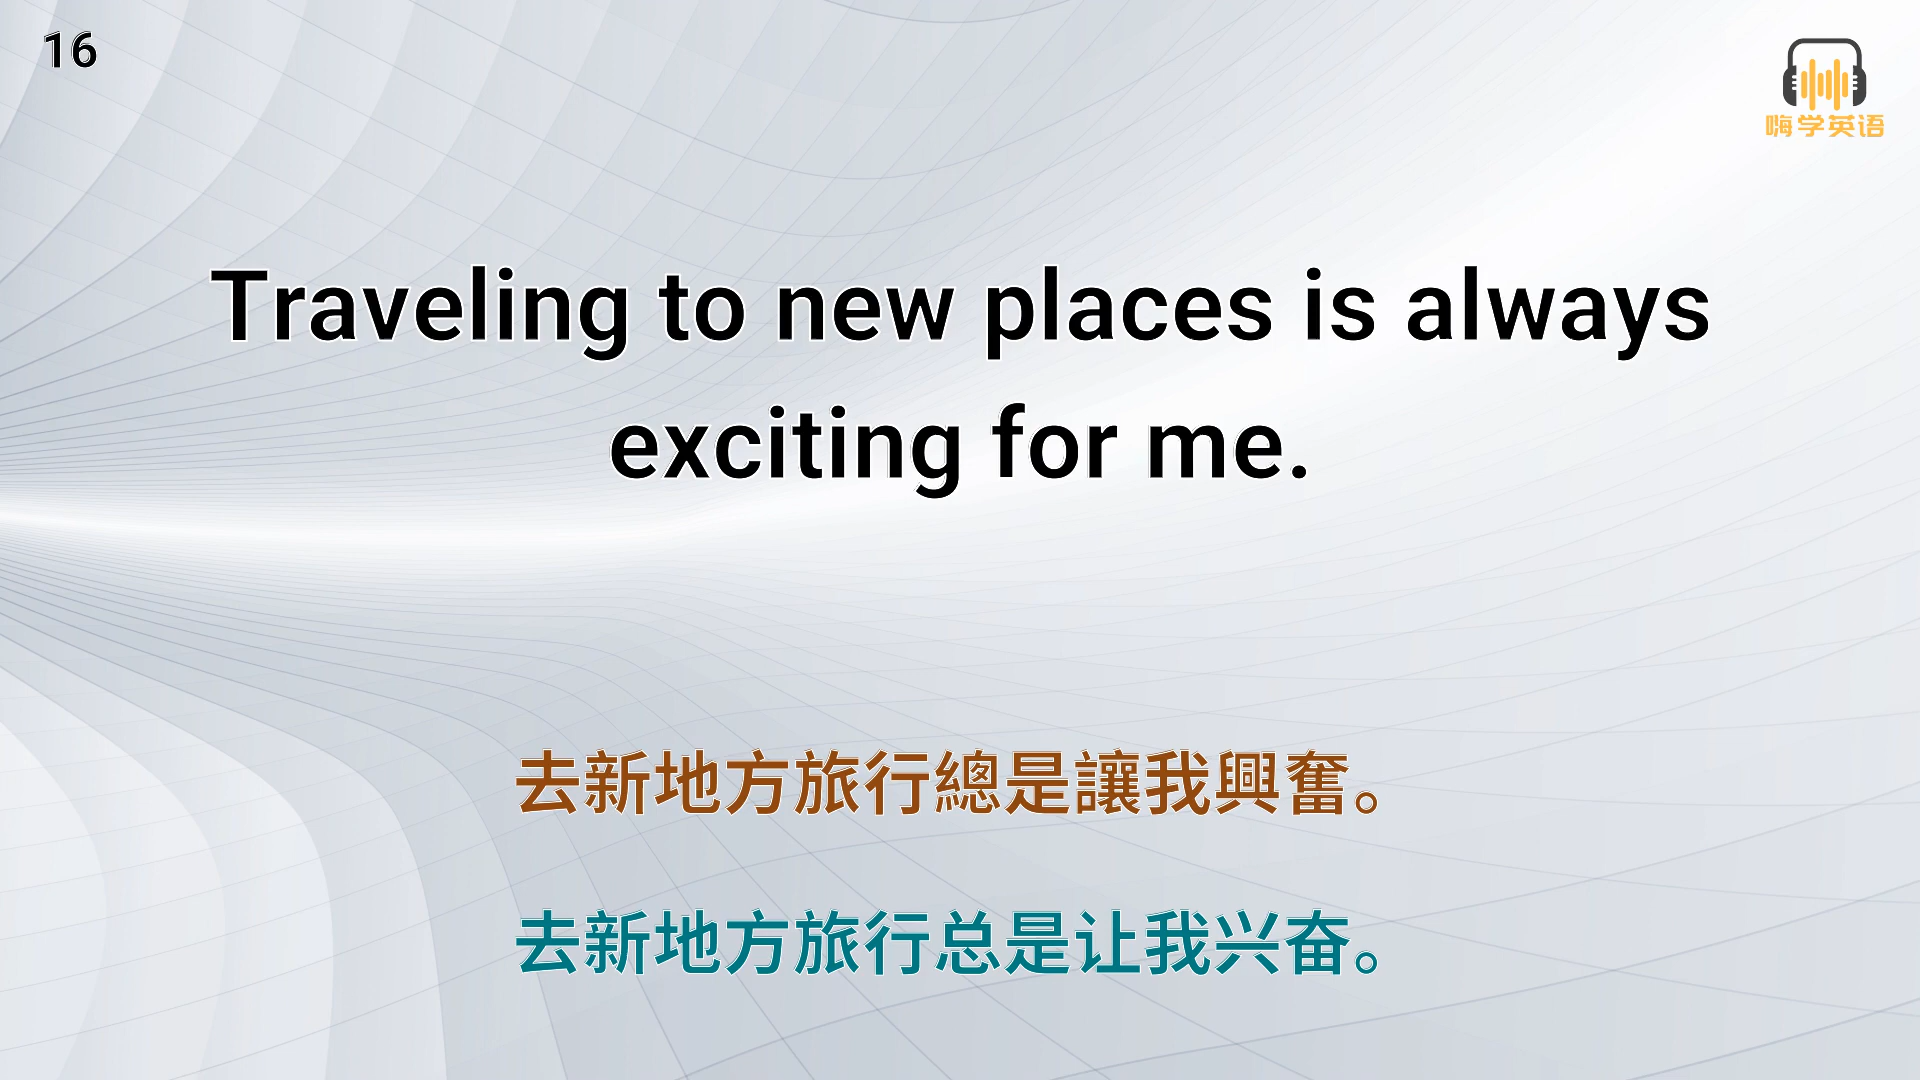 16
嗨学英语
Traveling to new places is always
exciting for me.
去新地方旅行總是讓我興奮。
去新地方旅行总是让我兴奋。